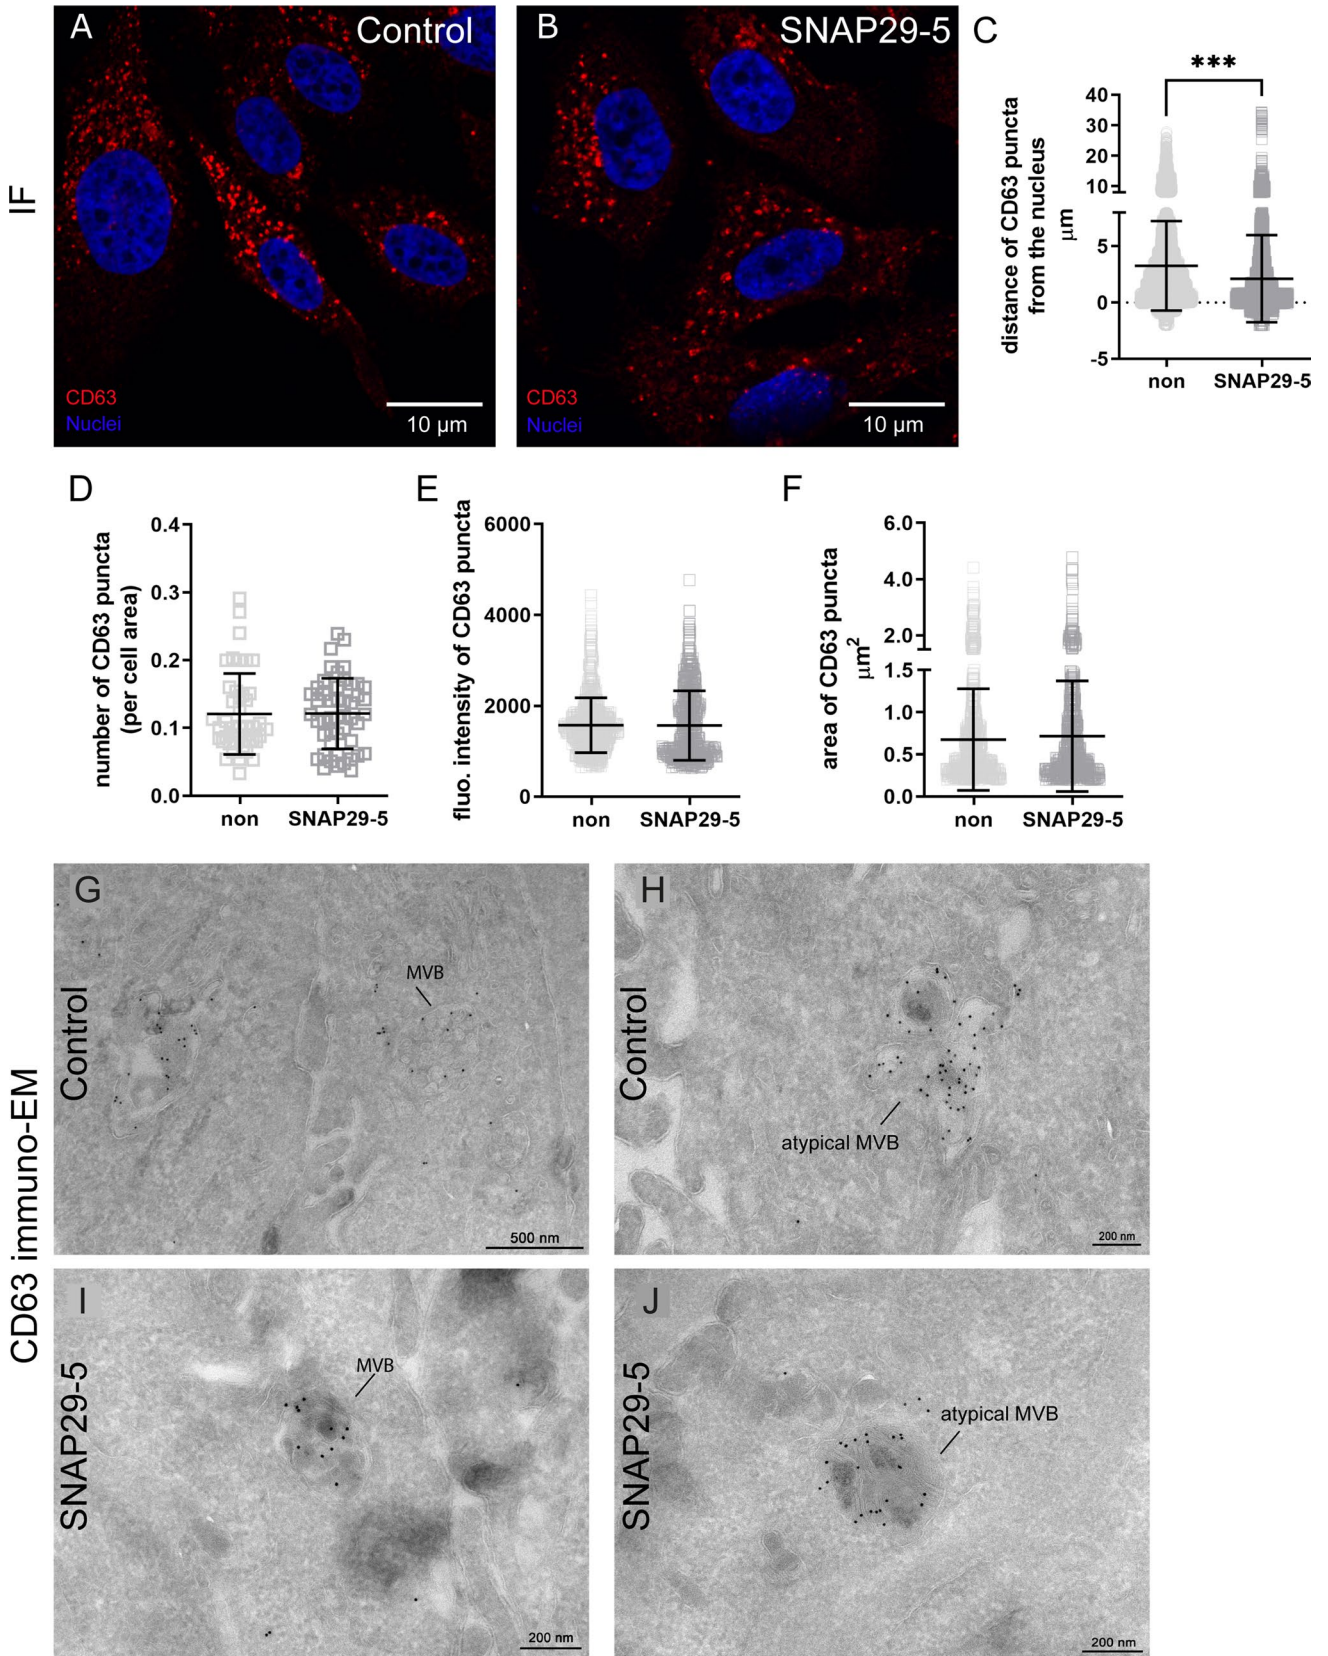 A
Control
IF
CD63
Nuclei
10 µm
B
SNAP29-5
CD63
Nuclei
10 µm
C
***
distance of CD63 puncta
from the nucleus
µm
40
30
20
10
5
0
-5
non
SNAP29-5
D
number of CD63 puncta
(per cell area)
0.4
0.3
0.2
0.1
0.0
non
SNAP29-5
E
fluo. intensity of CD63 puncta
6000
4000
2000
0
non
SNAP29-5
F
area of CD63 puncta
µm2
6.0
4.0
2.0
1.5
1.0
0.5
0.0
non
SNAP29-5
CD63 immuno-EM
G
Control
MVB
500 nm
H
Control
atypical MVB
200 nm
I
SNAP29-5
MVB
200 nm
J
SNAP29-5
atypical MVB
200 nm